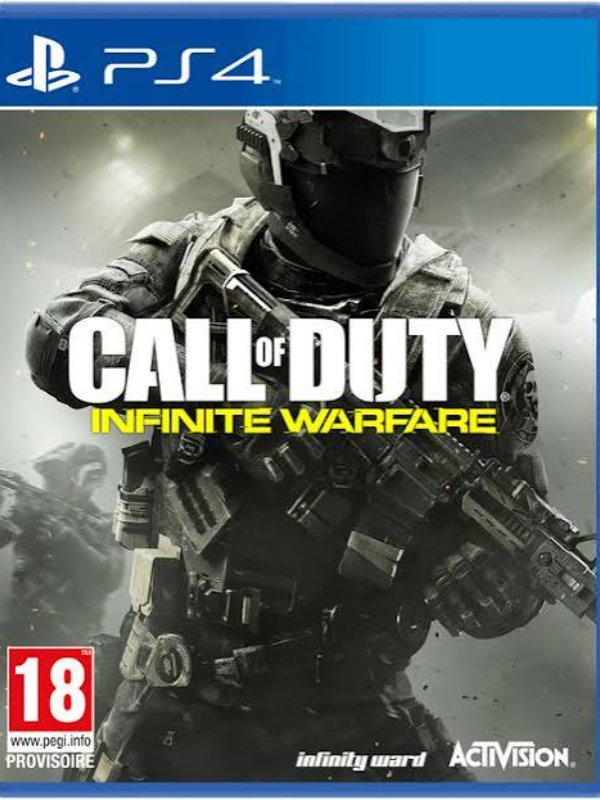 PS4
CALL OF DUTY
INFINITE WARFARE
18
www.pegi.info
PROVISOIRE
infinity ward
ACTIVISION